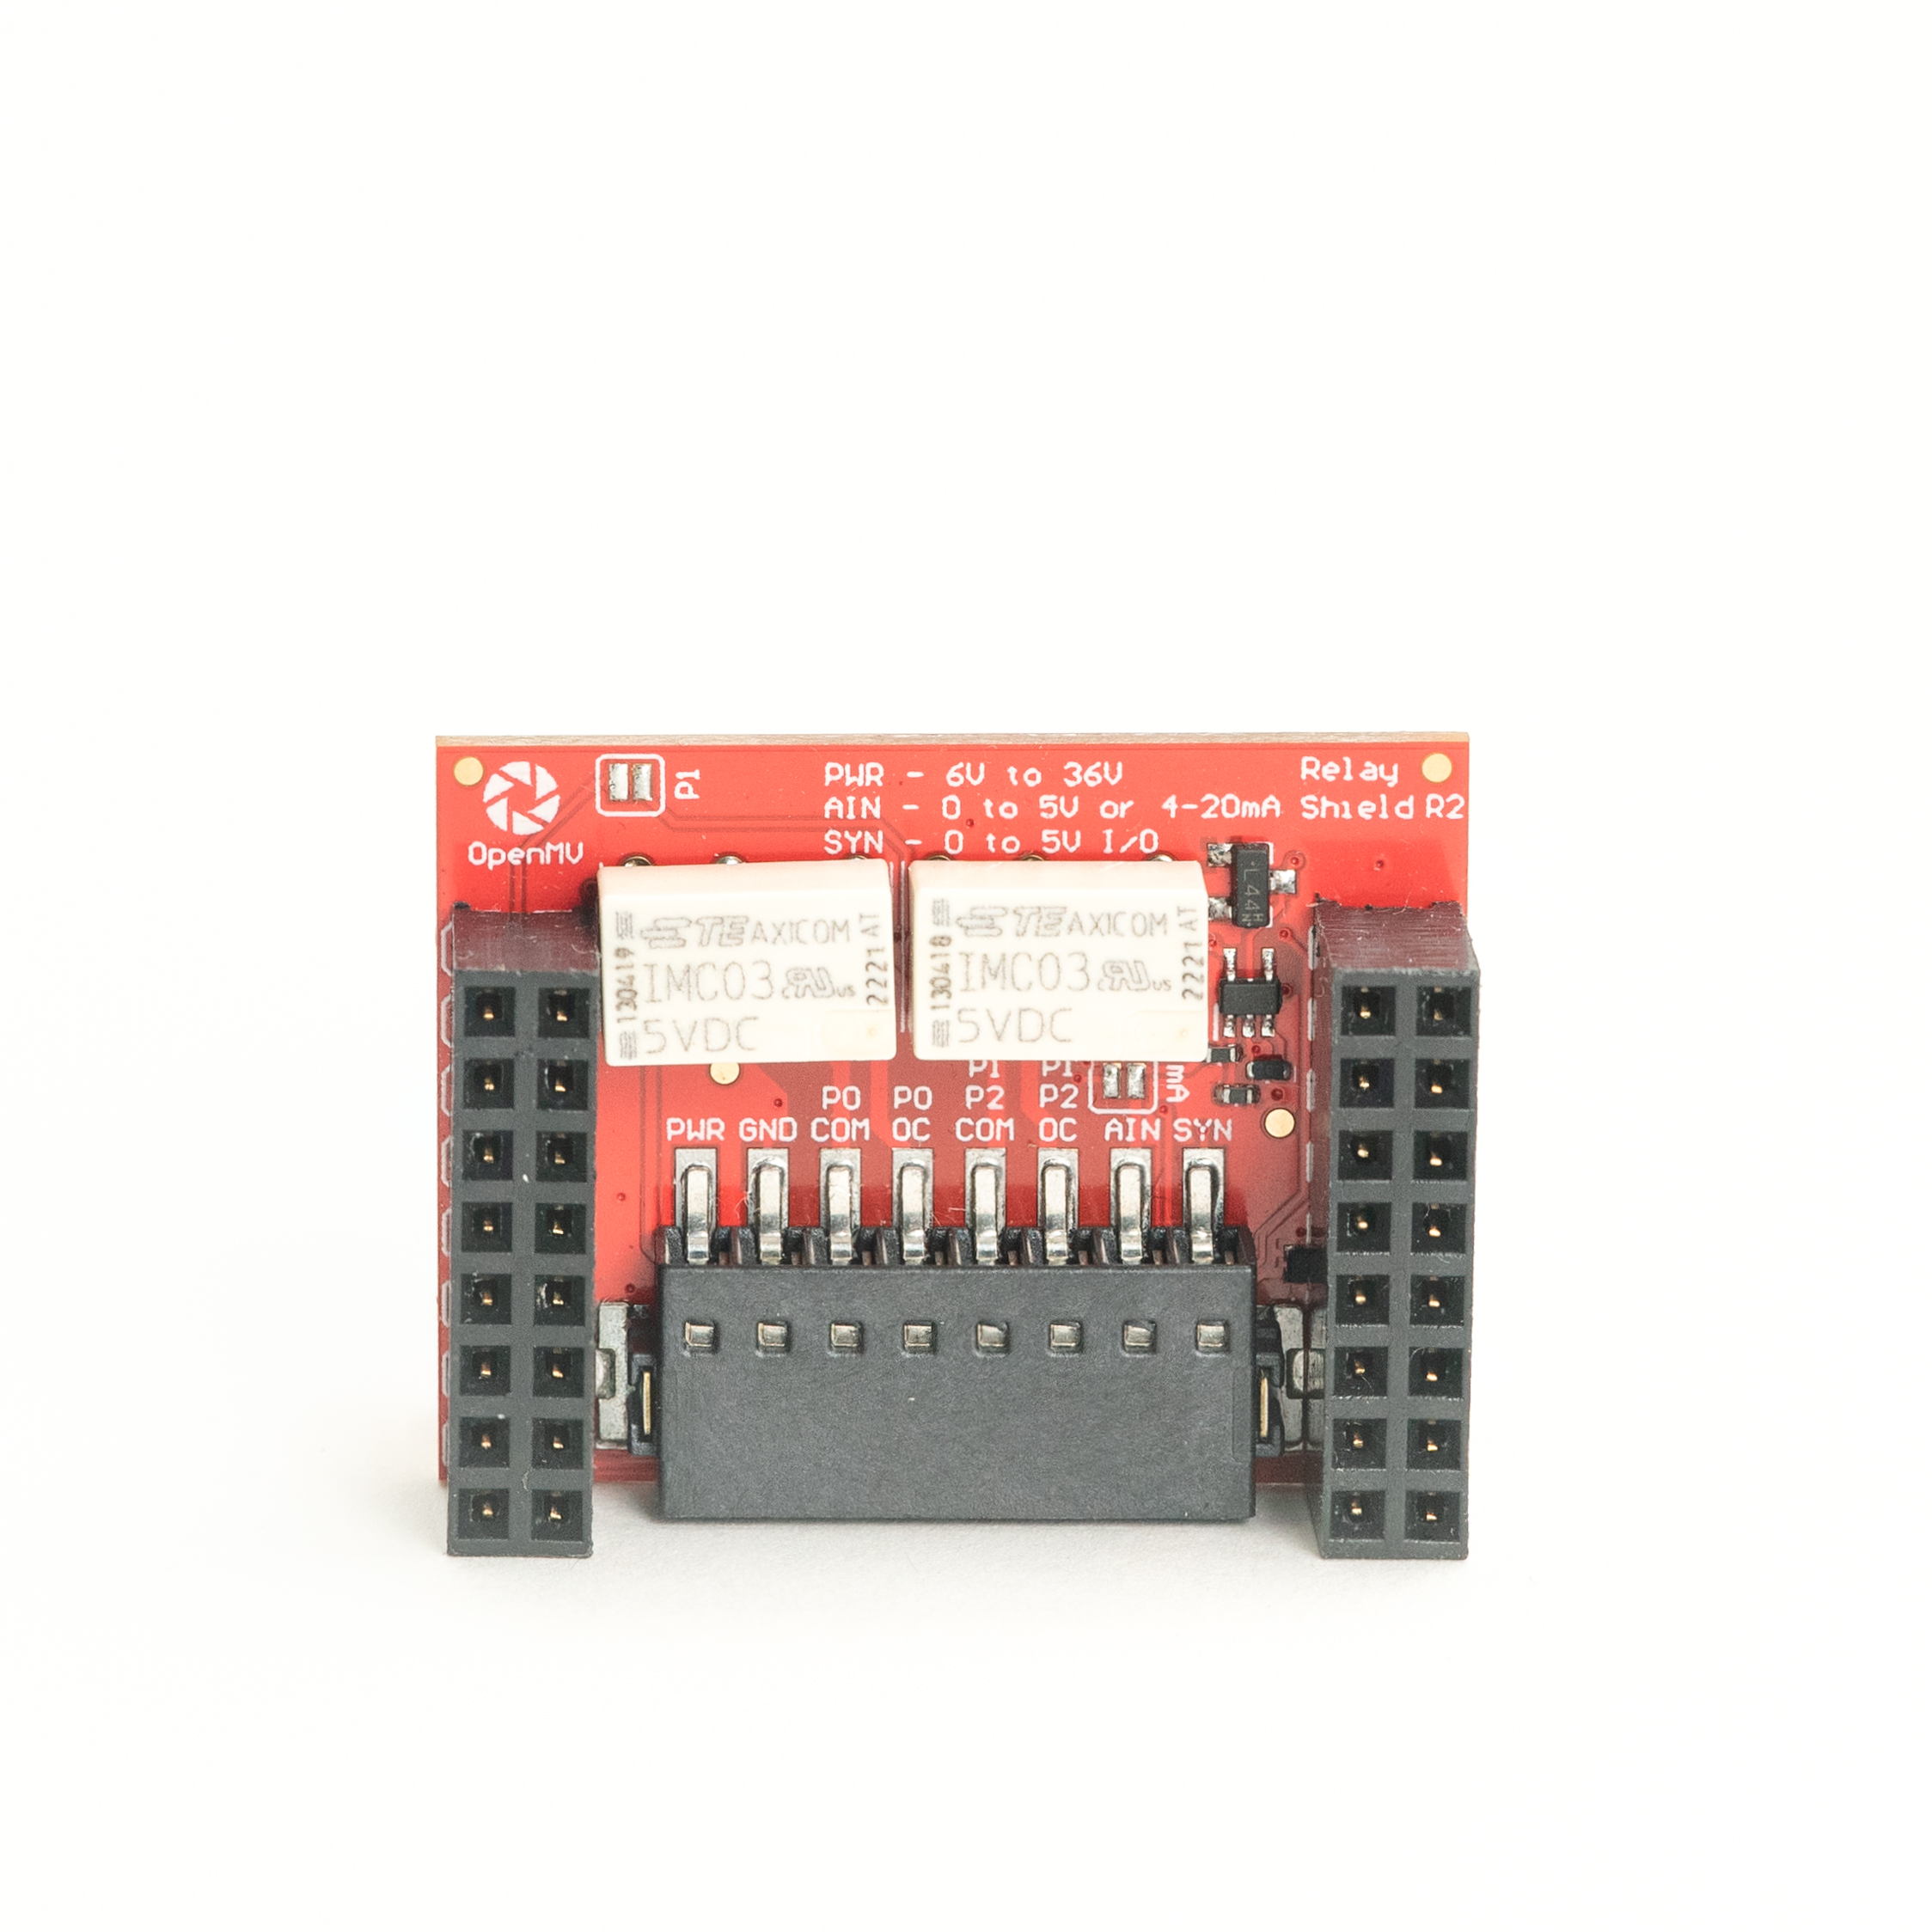 OpenMV
P1
PWR - 6V to 36V
AIN - 0 to 5V or 4-20mA
SYN - 0 to 5V I/O
Relay
Shield R2
TE AXICOM
IMC03
5VDC
130419
2221 AT
TE AXICOM
IMC03
5VDC
130418
2221 AT
L44
mA
P1 P1
P0 P0 P2 P2
PWR GND COM OC COM OC AIN SYN